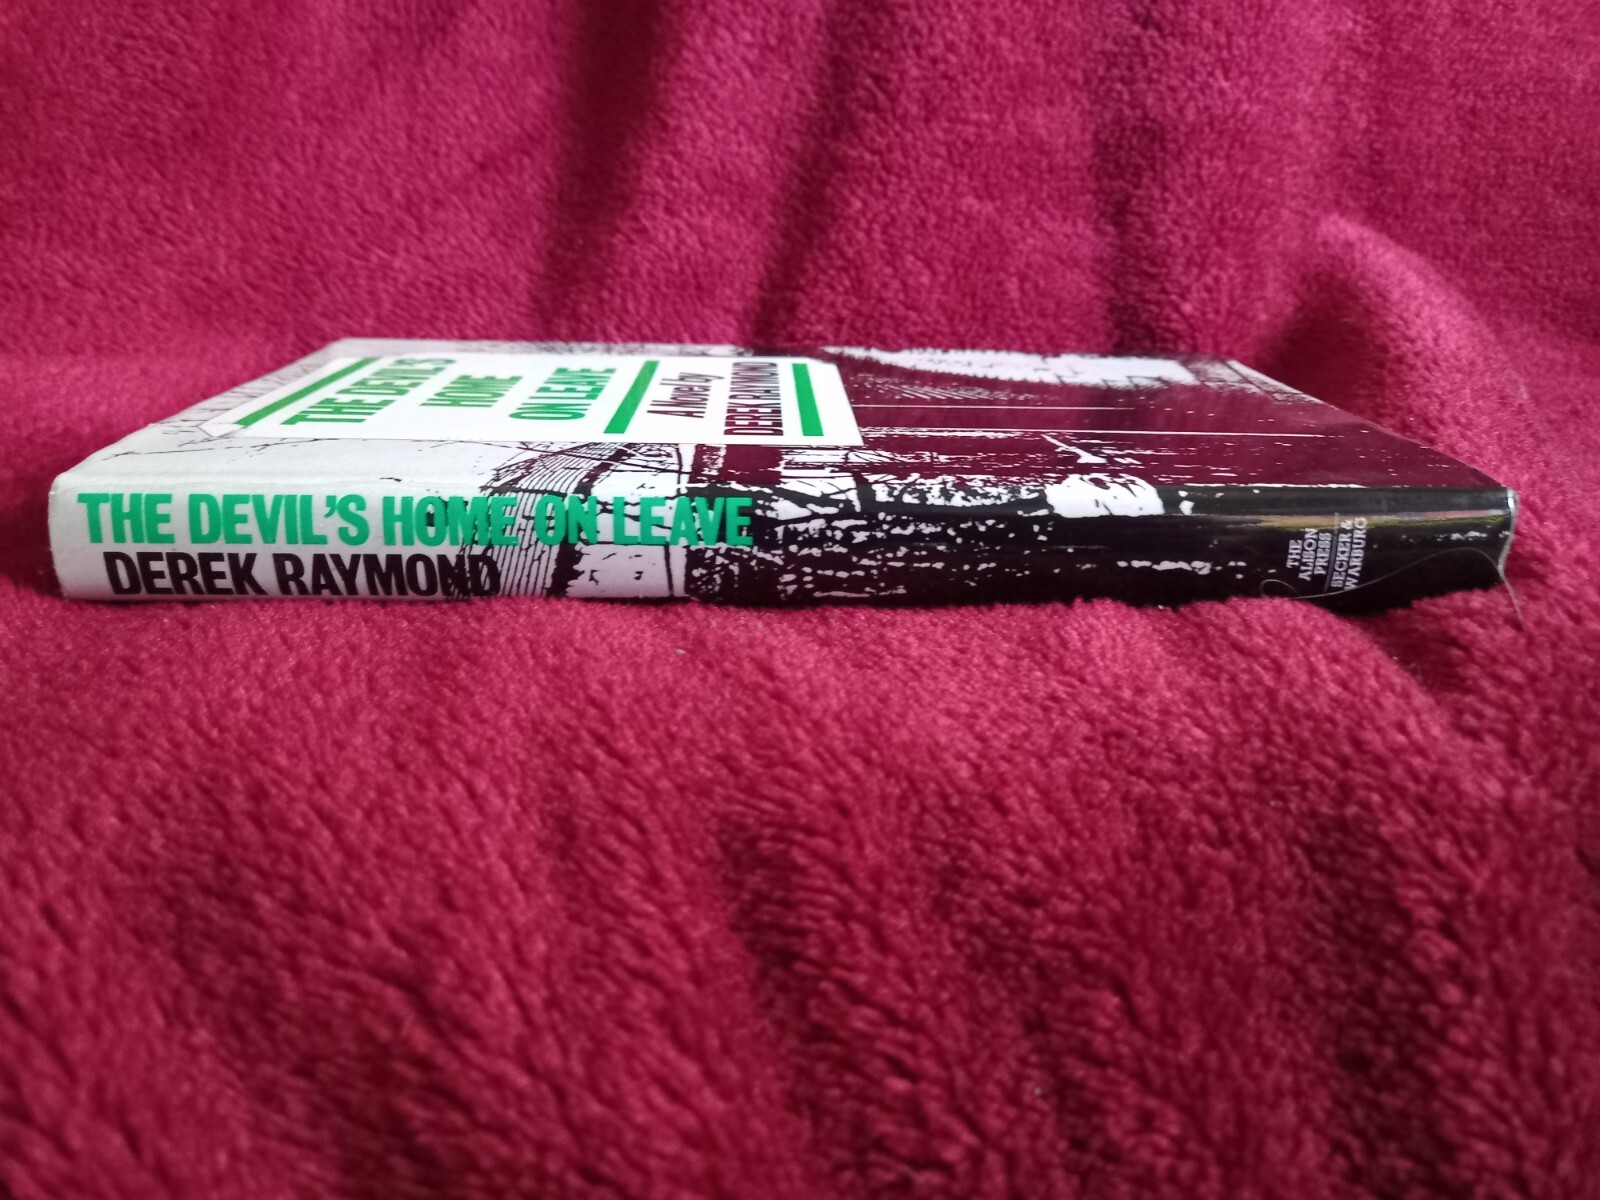 THE DEVIL'S
HOME
ON LEAVE
A Novel by
DEREK RAYMOND
THE DEVIL'S HOME ON LEAVE
DEREK RAYMOND
THE
ALISON
PRESS
SECKER &
WARBURG